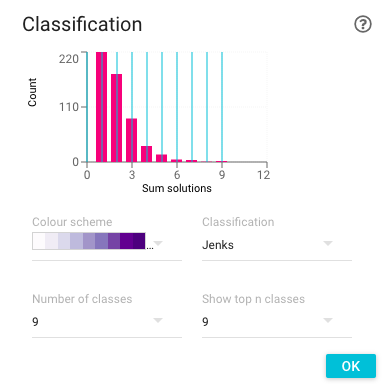 Classification
?
220
110
0
Count
0 3 6 9 12
Sum solutions
Colour scheme
...
Classification
Jenks
Number of classes
9
Show top n classes
9
OK